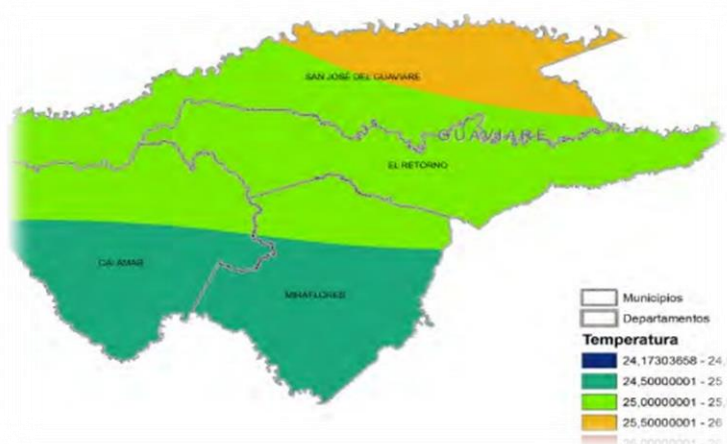 SAN JOSÉ DEL GUAVIARE
GUAVIARE
EL RETORNO
CALAMAR
MIRAFLORES
Municipios
Departamentos
Temperatura
24,17303658 - 24,
24,50000001 - 25
25,00000001 - 25,
25,50000001 - 26